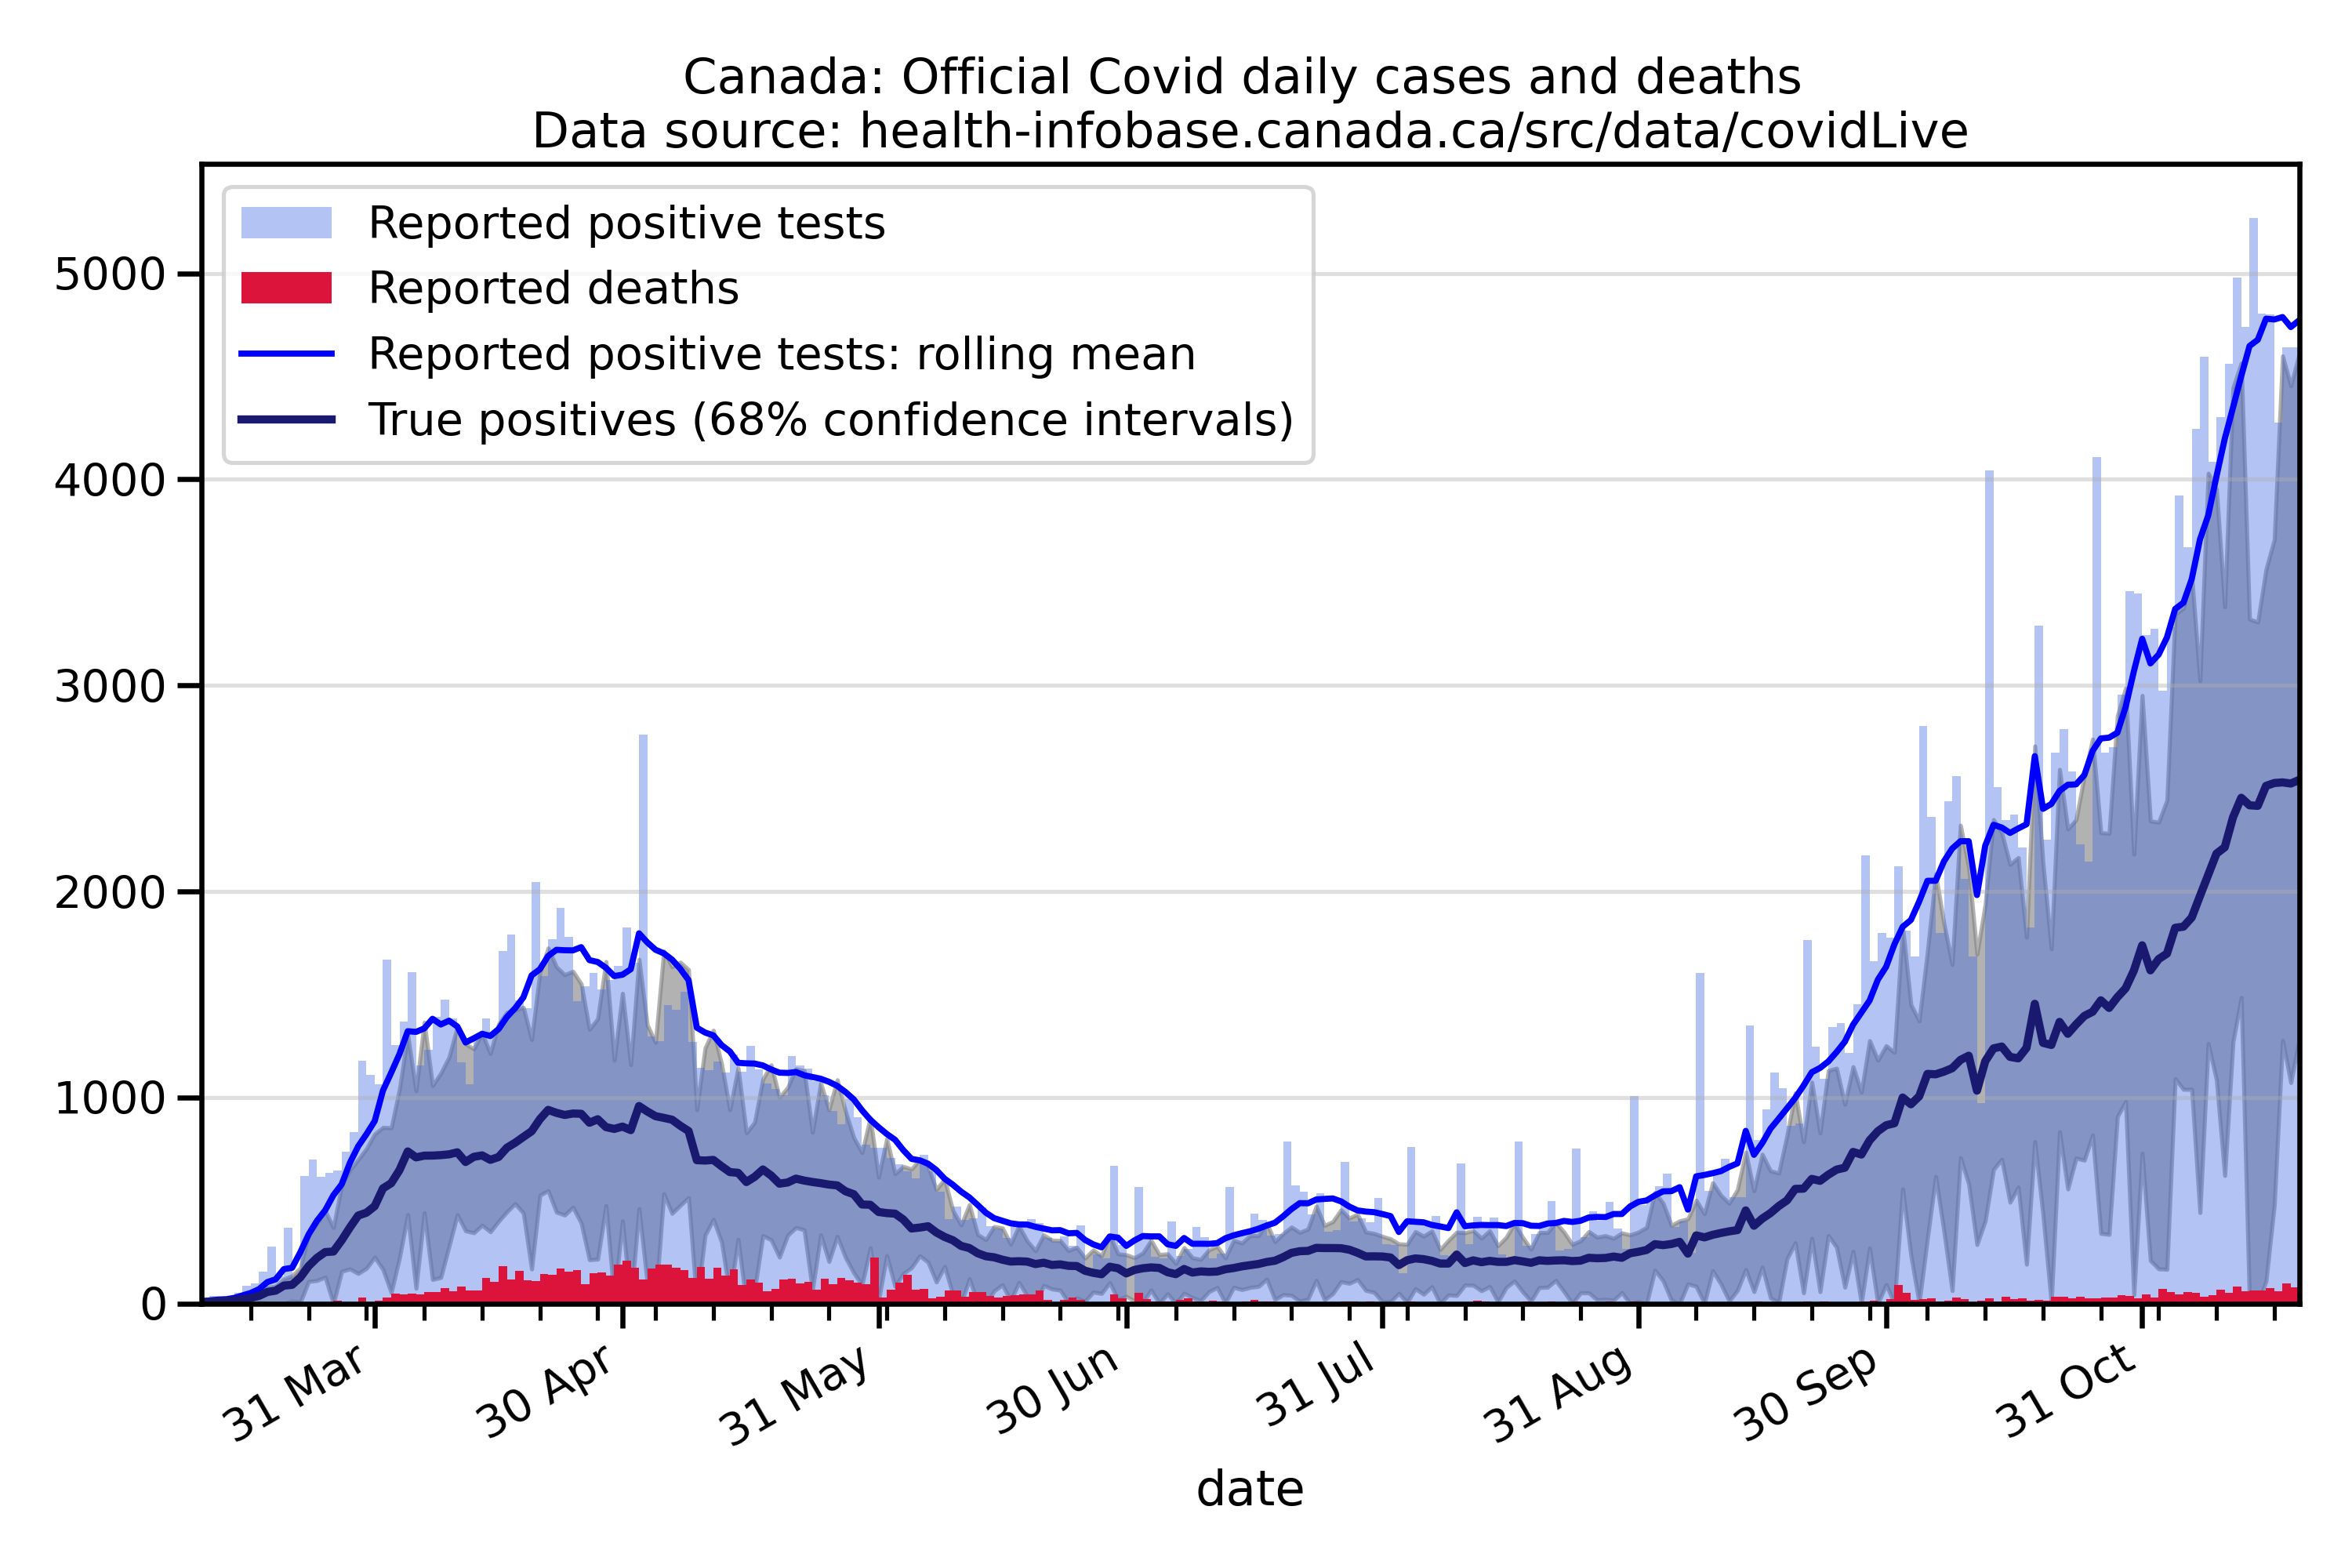 Canada: Official Covid daily cases and deaths
Data source: health-infobase.canada.ca/src/data/covidLive
Reported positive tests
Reported deaths
Reported positive tests: rolling mean
True positives (68% confidence intervals)
5000
4000
3000
2000
1000
0
31 Mar
30 Apr
31 May
30 Jun
31 Jul
31 Aug
30 Sep
31 Oct
date